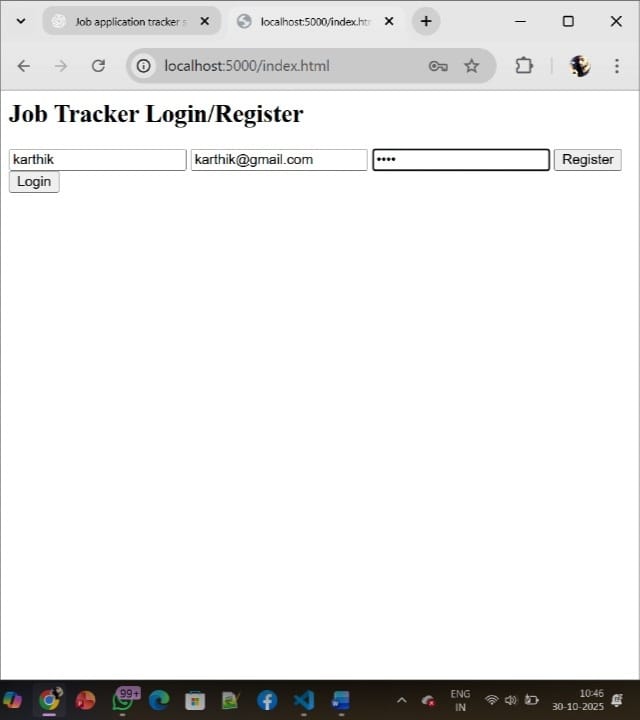 Job application tracker s
localhost:5000/index.ht
localhost:5000/index.html
Job Tracker Login/Register
karthik karthik@gmail.com •••• Register
Login
99+
ENG
IN
10:46
30-10-2025